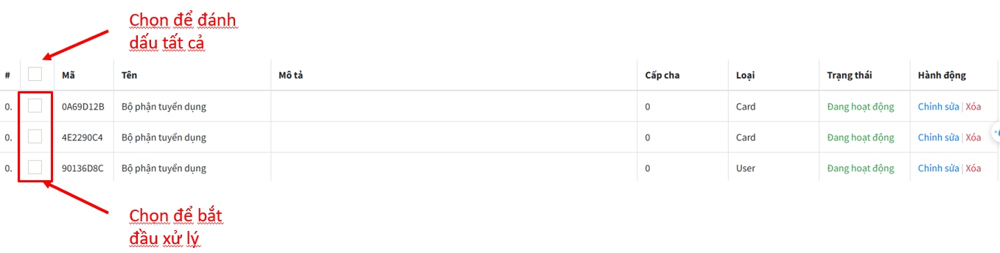 Chọn để đánh
dấu tất cả
# Mã Tên Mô tả Cấp cha Loại Trạng thái Hành động
0. 0A69D12B Bộ phận tuyển dụng 0 Card Đang hoạt động Chỉnh sửa | Xóa
0. 4E2290C4 Bộ phận tuyển dụng 0 Card Đang hoạt động Chỉnh sửa | Xóa
0. 90136D8C Bộ phận tuyển dụng 0 User Đang hoạt động Chỉnh sửa | Xóa
Chọn để bắt
đầu xử lý